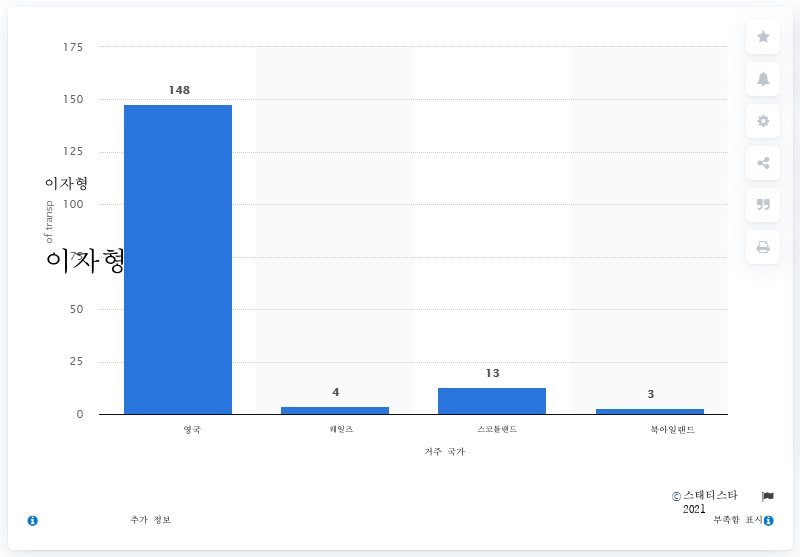 175
150
148
125
이자형
100
of transp
75
이자형
50
25
0
4
13
3
영국 웨일즈 스코틀랜드 북아일랜드
거주 국가
© 스태티스타
2021
추가 정보 부족함 표시